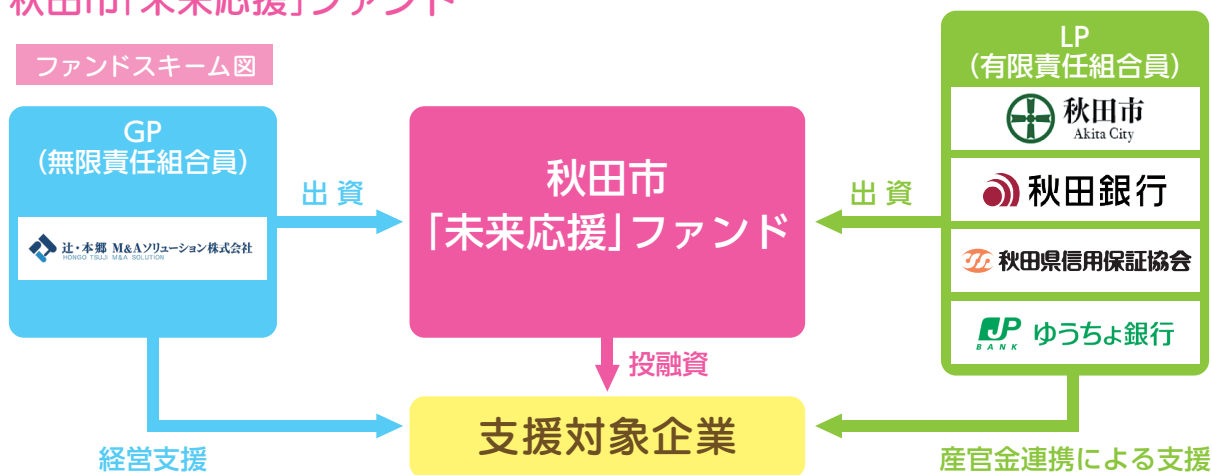 秋田市「未来応援」ファンド
ファンドスキーム図
GP
（無限責任組合員）
辻・本郷 M&Aソリューション株式会社
HONGO TSUJI M&A SOLUTION
出 資
秋田市
「未来応援」ファンド
出 資
LP
（有限責任組合員）
秋田市
Akita City
秋田銀行
秋田県信用保証協会
JP
BANK
ゆうちょ銀行
投融資
支援対象企業
経営支援
産官金連携による支援